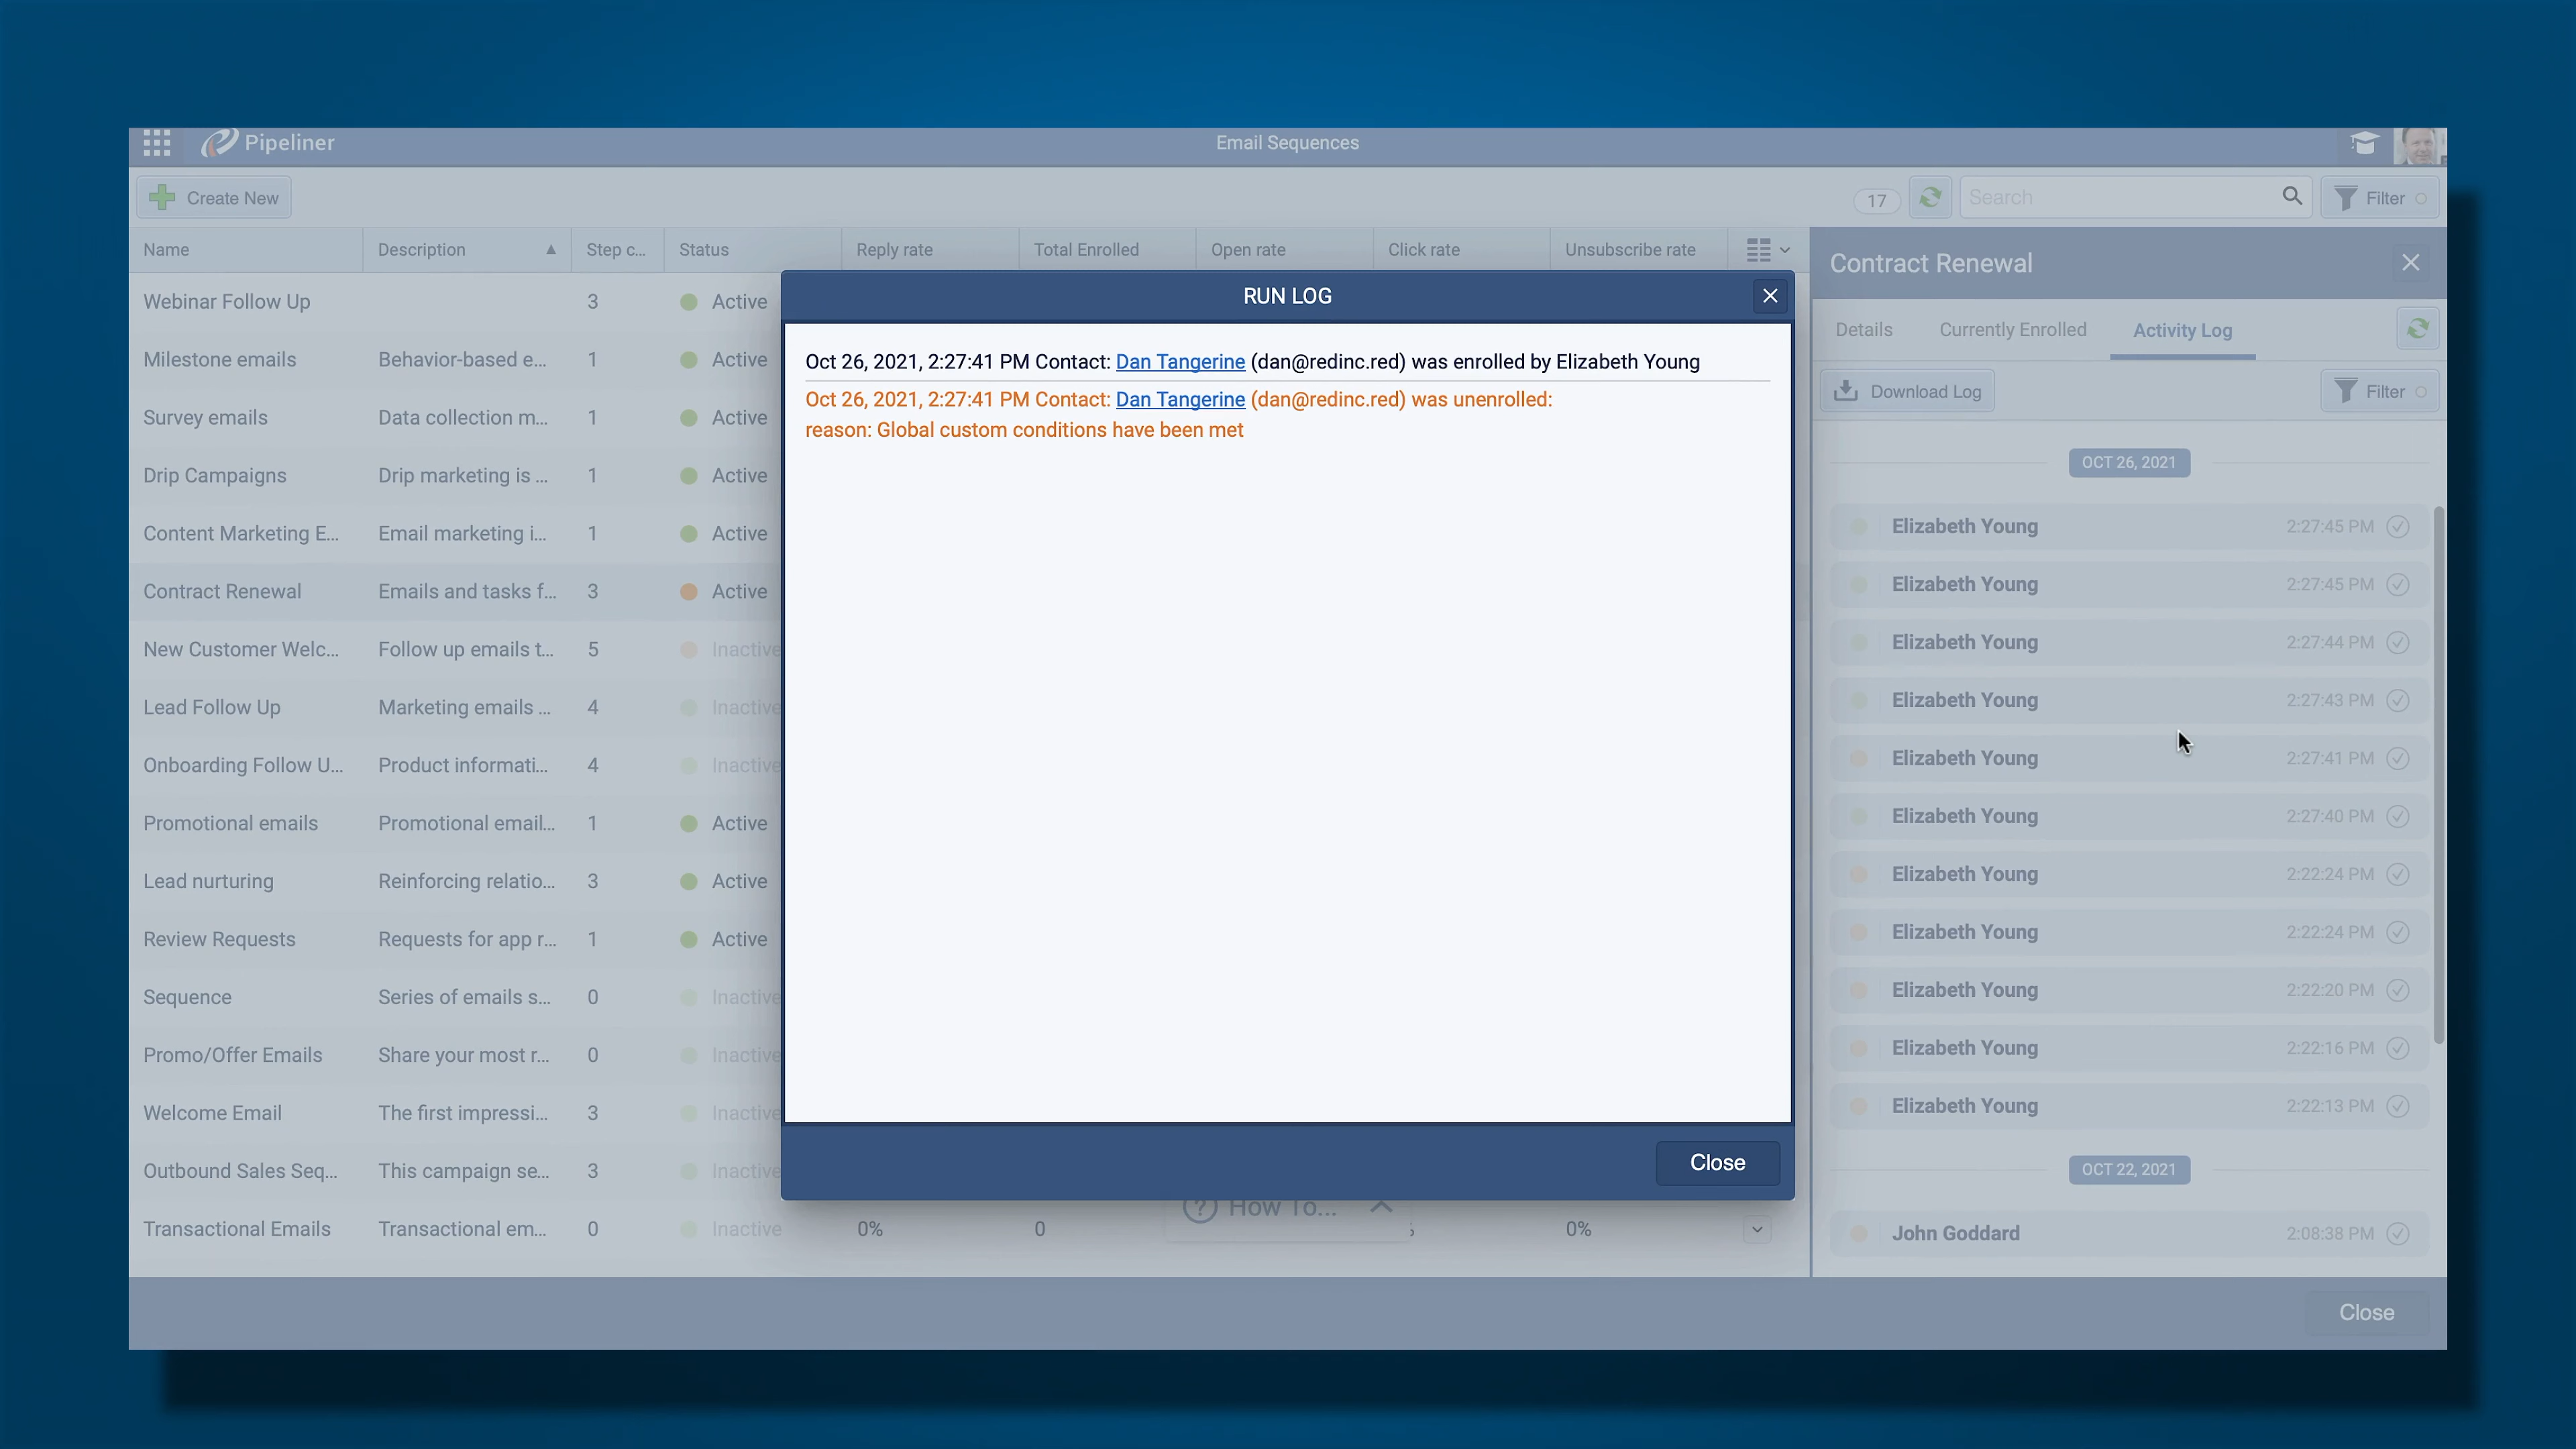 Pipeliner
Email Sequences
Create New
17
Search
Filter
Name
Description
Step c...
Status
Reply rate
Total Enrolled
Open rate
Click rate
Unsubscribe rate
Webinar Follow Up
3
Active
Milestone emails
Behavior-based e...
1
Active
Survey emails
Data collection m...
1
Active
Drip Campaigns
Drip marketing is ...
1
Active
Content Marketing E...
Email marketing i...
1
Active
Contract Renewal
Emails and tasks f...
3
Active
New Customer Welc...
Follow up emails t...
5
Inactive
Lead Follow Up
Marketing emails ...
4
Inactive
Onboarding Follow U...
Product informati...
4
Inactive
Promotional emails
Promotional email...
1
Active
Lead nurturing
Reinforcing relatio...
3
Active
Review Requests
Requests for app r...
1
Active
Sequence
Series of emails s...
0
Inactive
Promo/Offer Emails
Share your most r...
0
Inactive
Welcome Email
The first impressi...
3
Inactive
Outbound Sales Seq...
This campaign se...
3
Inactive
Transactional Emails
Transactional em...
0
Inactive
0%
0
0%
RUN LOG
Oct 26, 2021, 2:27:41 PM Contact: Dan Tangerine (dan@redinc.red) was enrolled by Elizabeth Young
Oct 26, 2021, 2:27:41 PM Contact: Dan Tangerine (dan@redinc.red) was unenrolled:
reason: Global custom conditions have been met
Close
How To...
Contract Renewal
Details
Currently Enrolled
Activity Log
Download Log
Filter
OCT 26, 2021
Elizabeth Young 2:27:45 PM
Elizabeth Young 2:27:45 PM
Elizabeth Young 2:27:44 PM
Elizabeth Young 2:27:43 PM
Elizabeth Young 2:27:41 PM
Elizabeth Young 2:27:40 PM
Elizabeth Young 2:22:24 PM
Elizabeth Young 2:22:24 PM
Elizabeth Young 2:22:20 PM
Elizabeth Young 2:22:16 PM
Elizabeth Young 2:22:13 PM
OCT 22, 2021
John Goddard 2:08:38 PM
Close